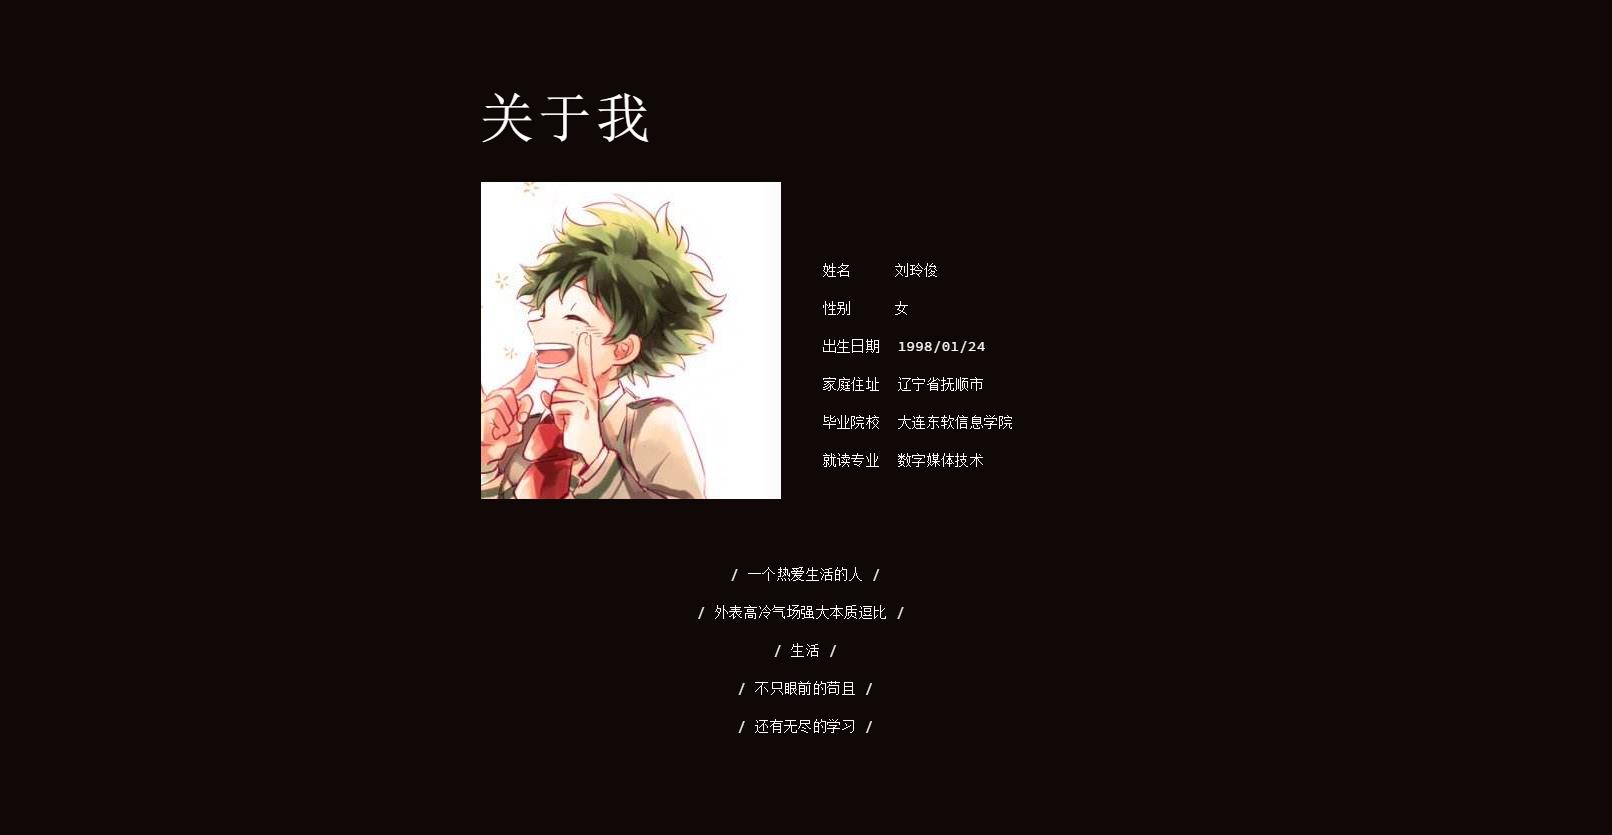 关于我
姓名 刘玲俊
性别 女
出生日期 1998/01/24
家庭住址 辽宁省抚顺市
毕业院校 大连东软信息学院
就读专业 数字媒体技术
/ 一个热爱生活的人 /
/ 外表高冷气场强大本质逗比 /
/ 生活 /
/ 不只眼前的苟且 /
/ 还有无尽的学习 /